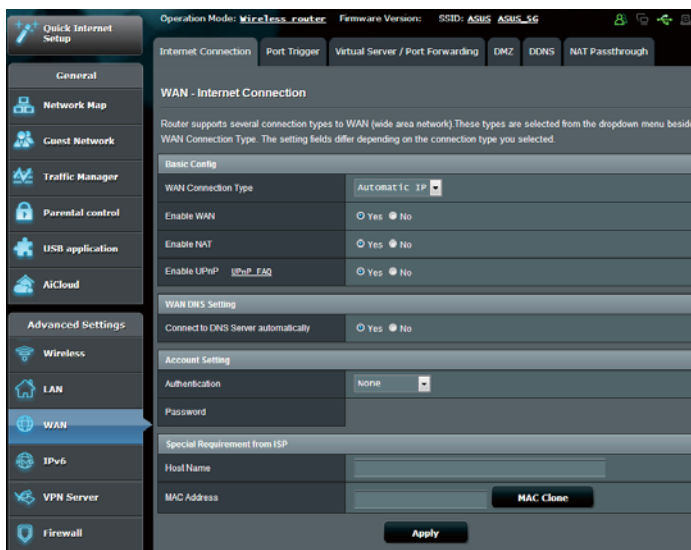 Quick Internet
Setup
Operation Mode: Wireless router Firmware Version: SSID: ASUS ASUS_5G
Internet Connection
Port Trigger
Virtual Server / Port Forwarding
DMZ
DDNS
NAT Passthrough
General
Network Map
Guest Network
Traffic Manager
Parental control
USB application
AiCloud
Advanced Settings
Wireless
LAN
WAN
IPv6
VPN Server
Firewall
WAN - Internet Connection
Router supports several connection types to WAN (wide area network).These types are selected from the dropdown menu besid
WAN Connection Type. The setting fields differ depending on the connection type you selected.
Basic Config
WAN Connection Type Automatic IP
Enable WAN Yes No
Enable NAT Yes No
Enable UPnP UPnP FAQ Yes No
WAN DNS Setting
Connect to DNS Server automatically Yes No
Account Setting
Authentication None
Password
Special Requirement from ISP
Host Name
MAC Address MAC Clone
Apply